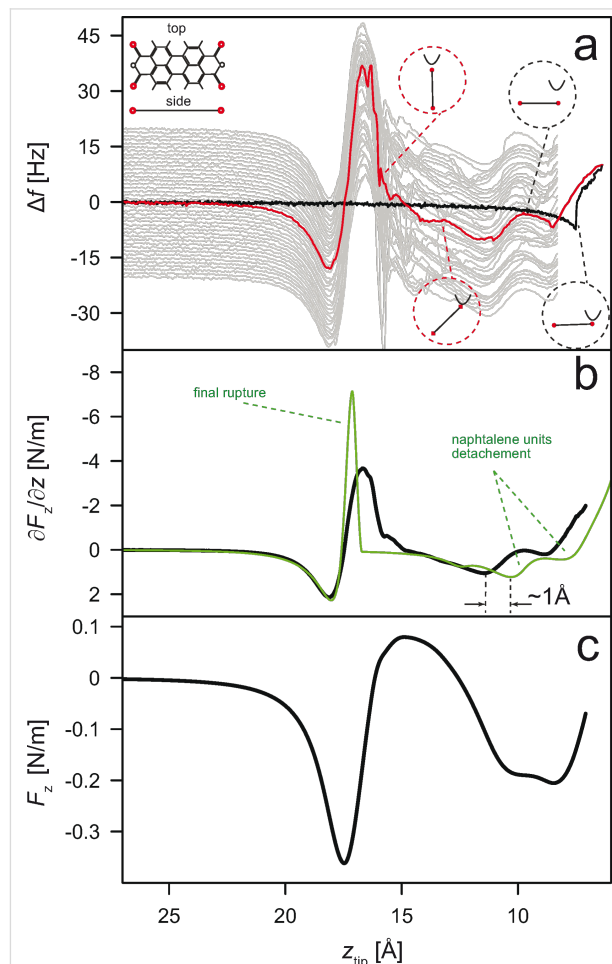 top
side
a
45
30
15
0
-15
-30
Δf [Hz]
b
final rupture
naphtalene units
detachement
-8
-6
-4
-2
0
2
∂Fz/∂z [N/m]
~1Å
c
0.1
0
-0.1
-0.2
-0.3
Fz [N/m]
25 20 15 10
ztip [Å]